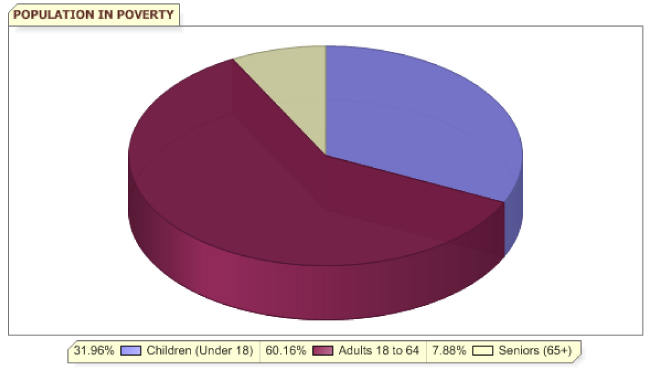 POPULATION IN POVERTY
31.96% Children (Under 18) 60.16% Adults 18 to 64 7.88% Seniors (65+)